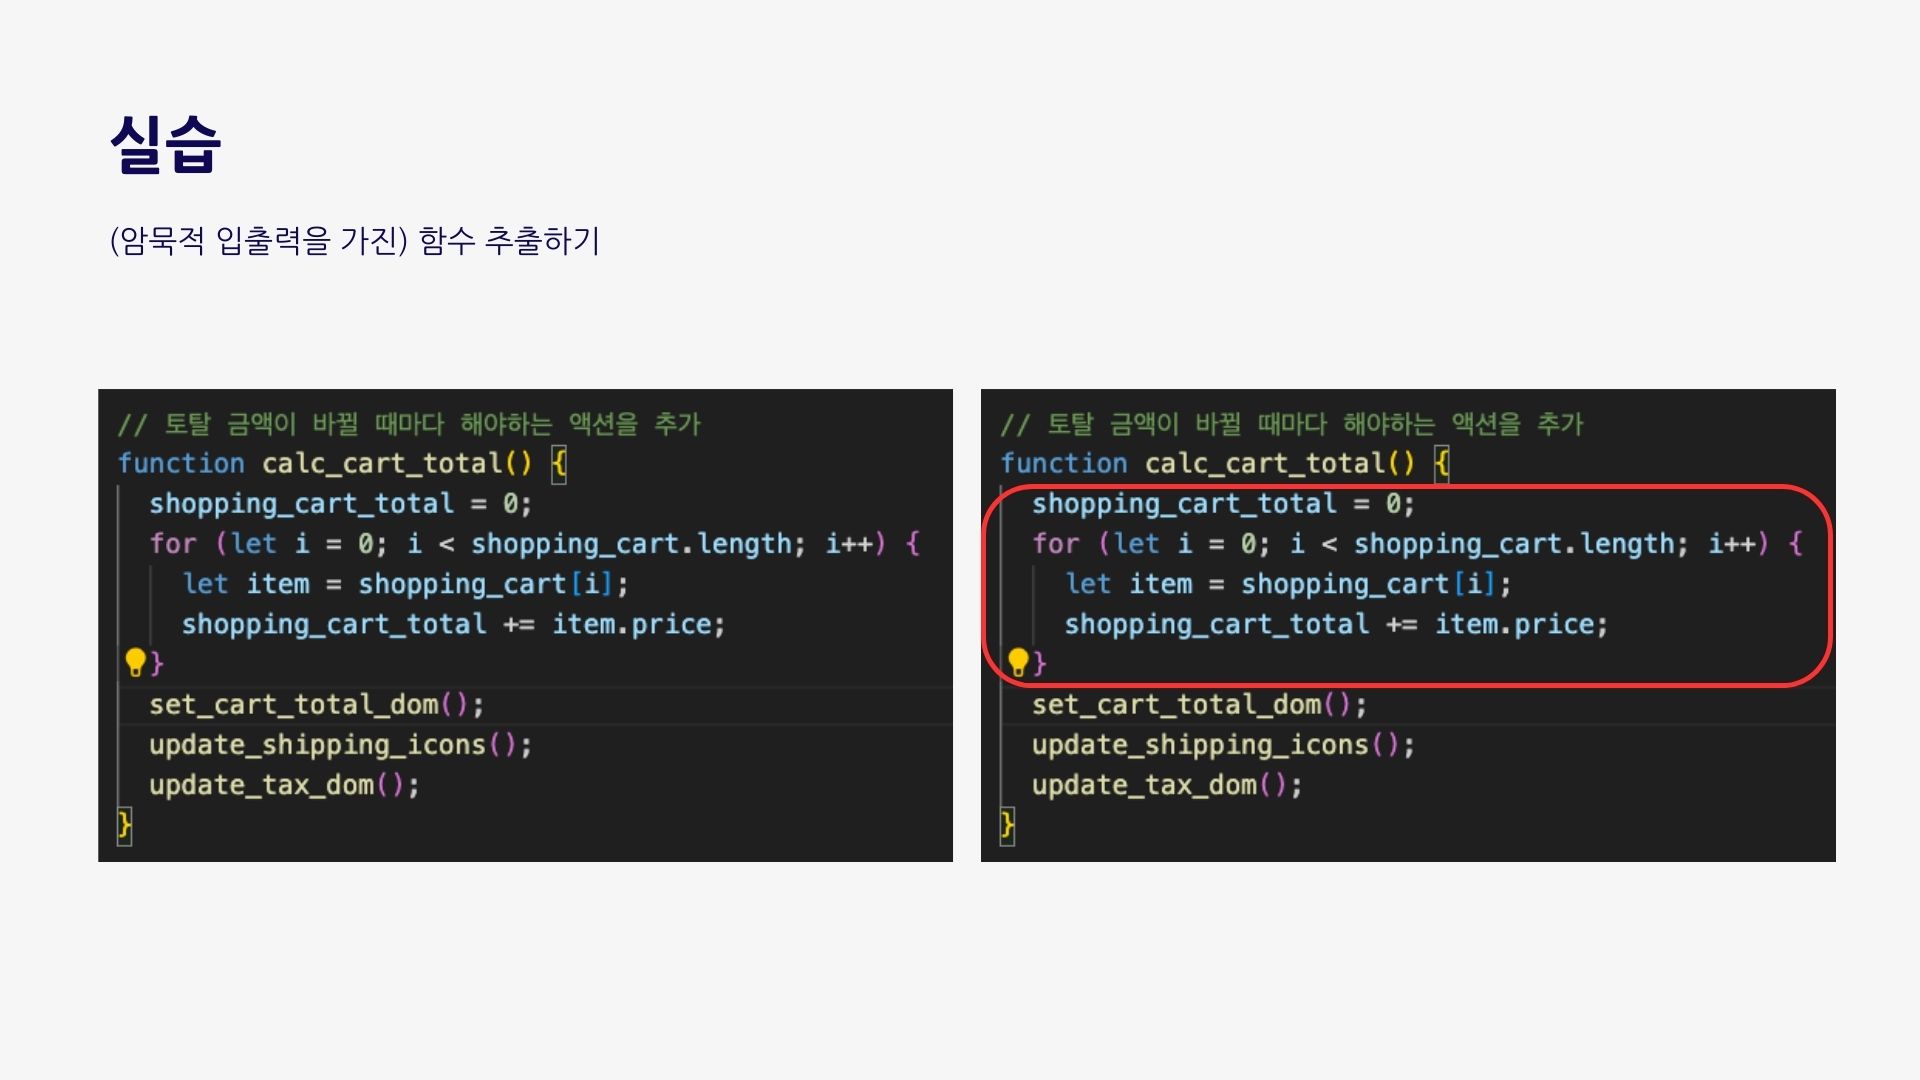 실습
(암묵적 입출력을 가진) 함수 추출하기
// 토탈 금액이 바뀔 때마다 해야하는 액션을 추가
function calc_cart_total() {
  shopping_cart_total = 0;
  for (let i = 0; i < shopping_cart.length; i++) {
    let item = shopping_cart[i];
    shopping_cart_total += item.price;
  }
  set_cart_total_dom();
  update_shipping_icons();
  update_tax_dom();
}
// 토탈 금액이 바뀔 때마다 해야하는 액션을 추가
function calc_cart_total() {
  shopping_cart_total = 0;
  for (let i = 0; i < shopping_cart.length; i++) {
    let item = shopping_cart[i];
    shopping_cart_total += item.price;
  }
  set_cart_total_dom();
  update_shipping_icons();
  update_tax_dom();
}